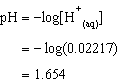 pH = −log[H⁺₍aq₎]
= − log(0.02217)
= 1.654